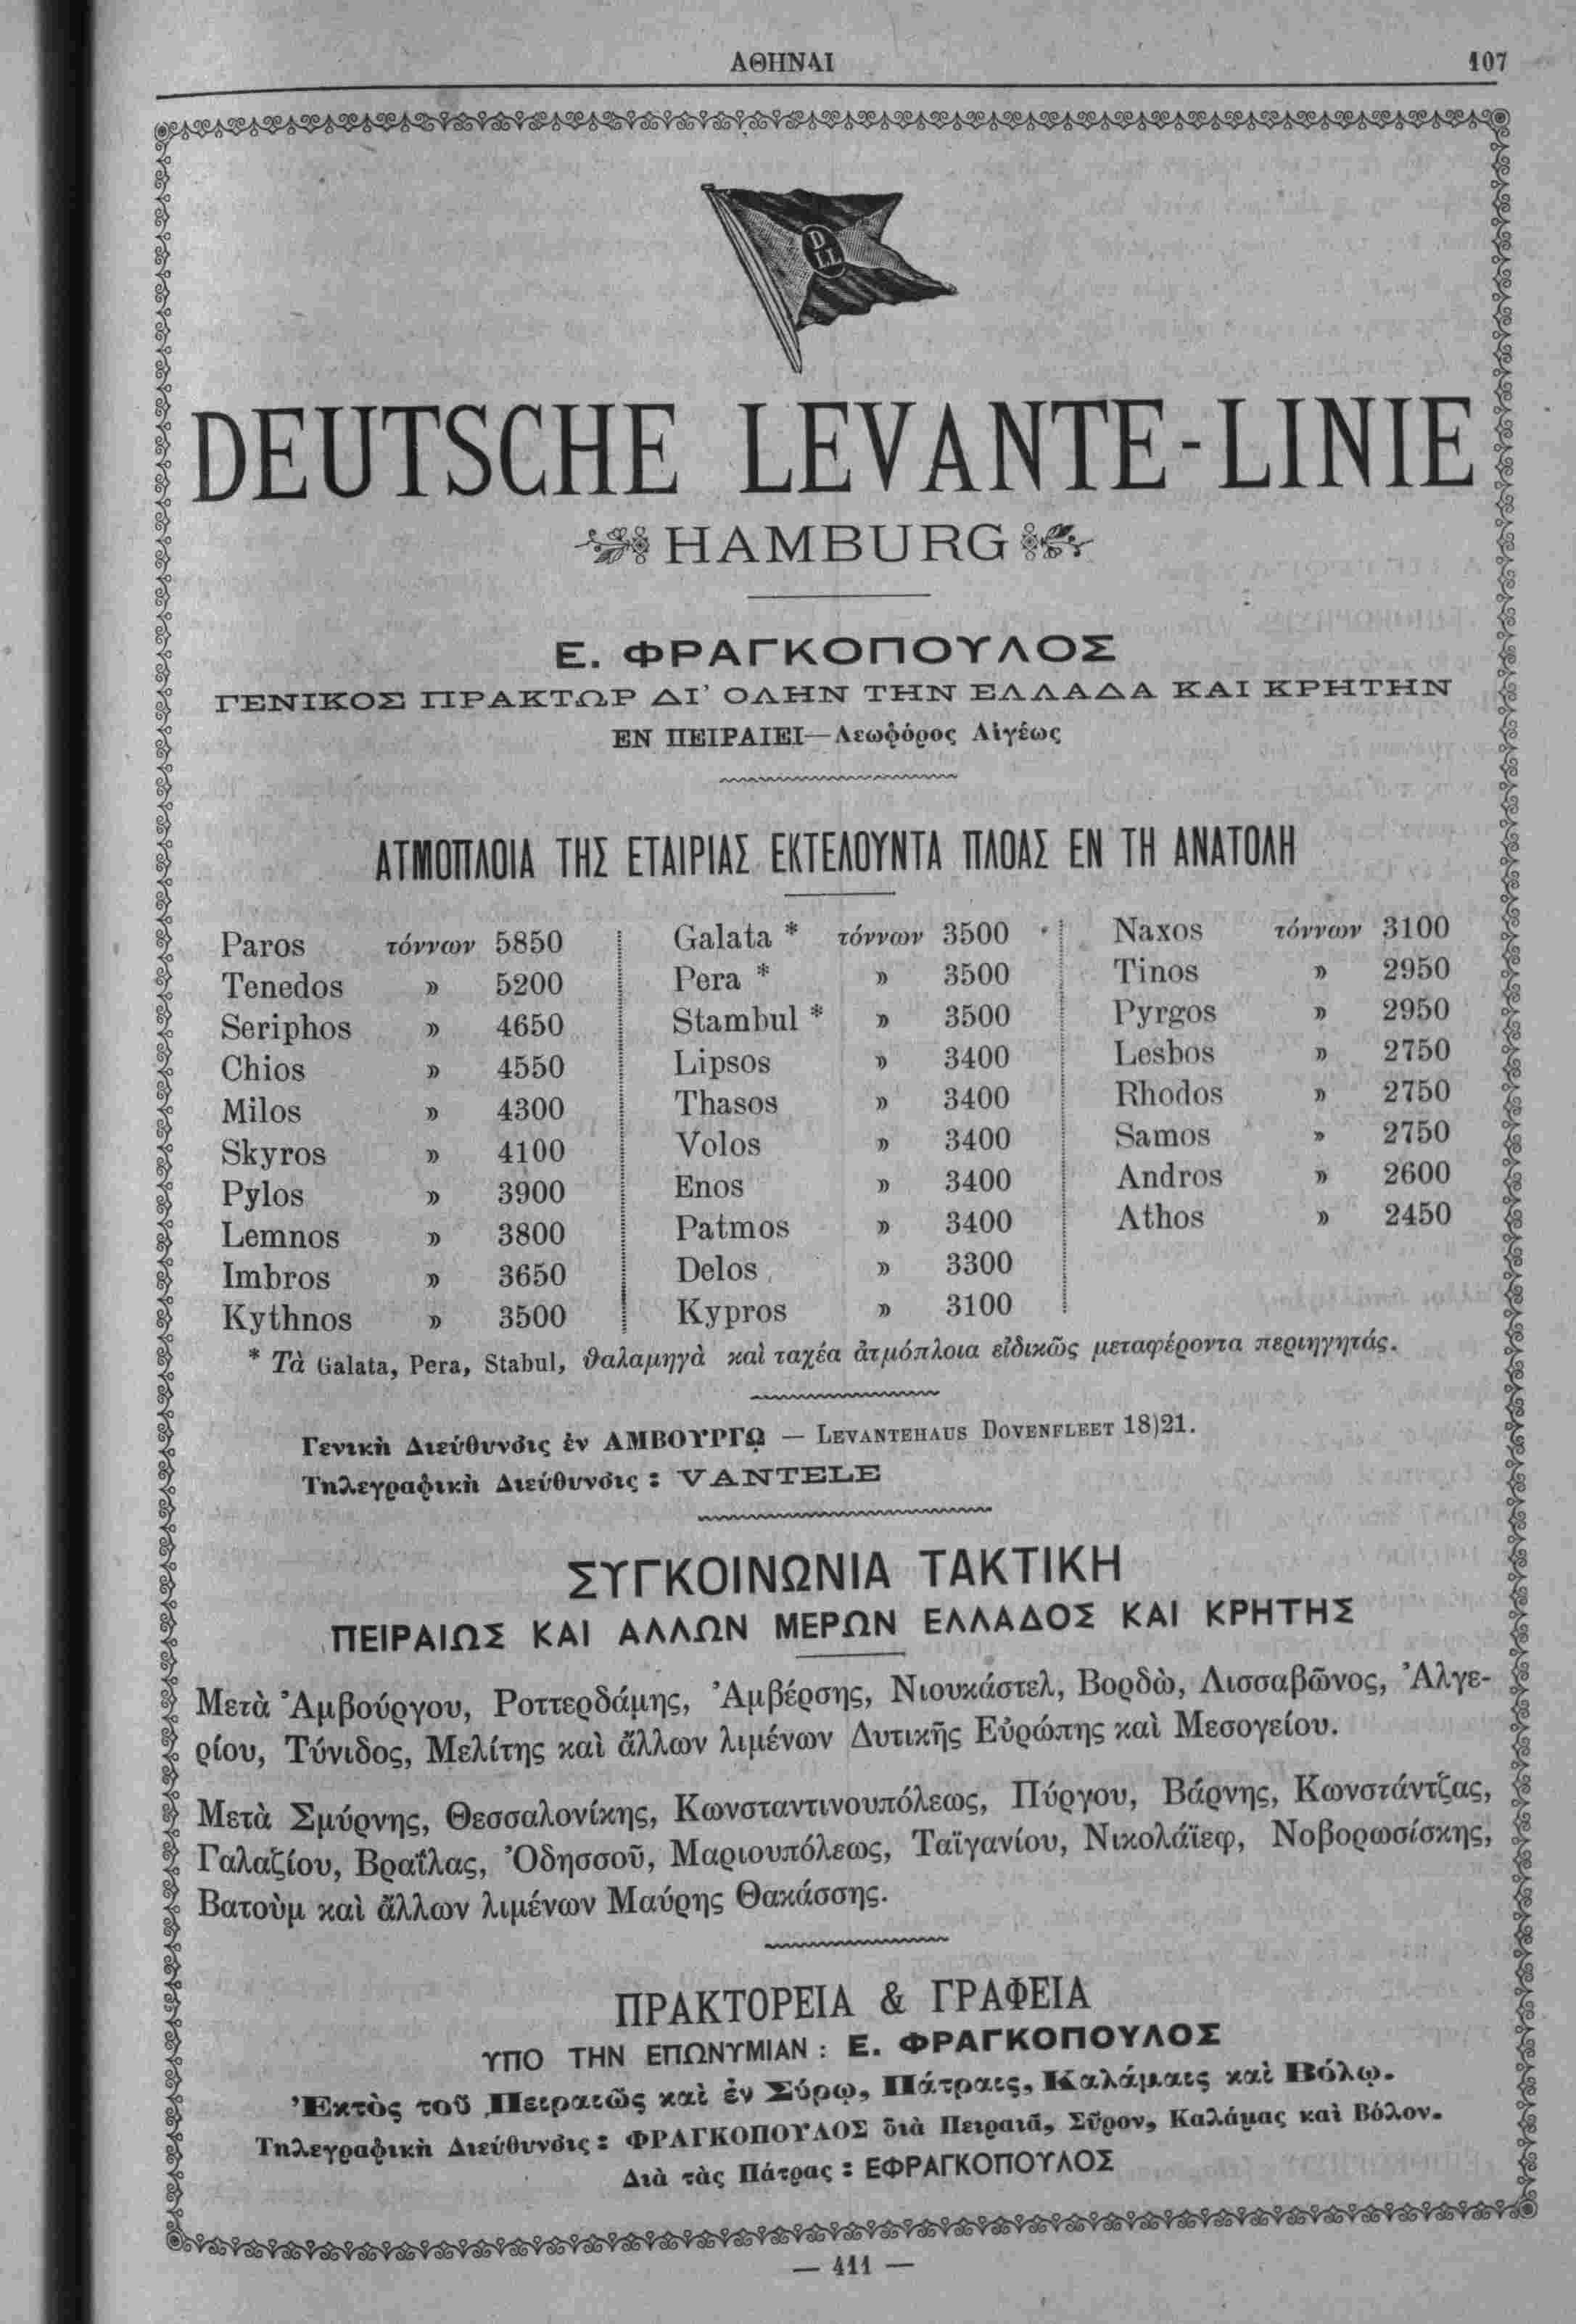 ΑΘΗΝΑΙ 107
D
LL
DEUTSCHE LEVANTE-LINIE
HAMBURG
Ε. ΦΡΑΓΚΟΠΟΥΛΟΣ
ΓΕΝΙΚΟΣ ΠΡΑΚΤΩΡ ΔΙ' ΟΛΗΝ ΤΗΝ ΕΛΛΑΔΑ ΚΑΙ ΚΡΗΤΗΝ
ΕΝ ΠΕΙΡΑΙΕΙ—Λεωφόρος Αἰγέως
ΑΤΜΟΠΛΟΙΑ ΤΗΣ ΕΤΑΙΡΙΑΣ ΕΚΤΕΛΟΥΝΤΑ ΠΛΟΑΣ ΕΝ ΤΗ ΑΝΑΤΟΛΗ
Paros τόννων 5850
Tenedos » 5200
Seriphos » 4650
Chios » 4550
Milos » 4300
Skyros » 4100
Pylos » 3900
Lemnos » 3800
Imbros » 3650
Kythnos » 3500
Galata * τόννων 3500
Pera * » 3500
Stambul * » 3500
Lipsos » 3400
Thasos » 3400
Volos » 3400
Enos » 3400
Patmos » 3400
Delos » 3300
Kypros » 3100
Naxos τόννων 3100
Tinos » 2950
Pyrgos » 2950
Lesbos » 2750
Rhodos » 2750
Samos » 2750
Andros » 2600
Athos » 2450
* Τὰ Galata, Pera, Stabul, θαλαμηγὰ καὶ ταχέα ἀτμόπλοια εἰδικῶς μεταφέροντα περιηγητάς.
Γενικὴ Διεύθυνσις ἐν ΑΜΒΟΥΡΓΩ — LEVANTEHAUS DOVENFLEET 18)21.
Τηλεγραφικὴ Διεύθυνσις : VANTELE
ΣΥΓΚΟΙΝΩΝΙΑ ΤΑΚΤΙΚΗ
ΠΕΙΡΑΙΩΣ ΚΑΙ ΑΛΛΩΝ ΜΕΡΩΝ ΕΛΛΑΔΟΣ ΚΑΙ ΚΡΗΤΗΣ
Μετὰ Ἀμβούργου, Ροττερδάμης, Ἀμβέρσης, Νιουκάστελ, Βορδὼ, Λισσαβῶνος, Ἀλγε-
ρίου, Τύνιδος, Μελίτης καὶ ἄλλων λιμένων Δυτικῆς Εὐρώπης καὶ Μεσογείου.
Μετὰ Σμύρνης, Θεσσαλονίκης, Κωνσταντινουπόλεως, Πύργου, Βάρνης, Κωνστάντζας,
Γαλαζίου, Βραΐλας, Ὀδησσοῦ, Μαριουπόλεως, Ταϊγανίου, Νικολάϊεφ, Νοβορωσίσκης,
Βατοὺμ καὶ ἄλλων λιμένων Μαύρης Θακάσσης.
ΠΡΑΚΤΟΡΕΙΑ & ΓΡΑΦΕΙΑ
ΥΠΟ ΤΗΝ ΕΠΩΝΥΜΙΑΝ : Ε. ΦΡΑΓΚΟΠΟΥΛΟΣ
Ἐκτὸς τοῦ Πειραιῶς καὶ ἐν Σύρῳ, Πάτραις, Καλάμαις καὶ Βόλῳ.
Τηλεγραφικὴ Διεύθυνσις : ΦΡΑΓΚΟΠΟΥΛΟΣ διὰ Πειραιᾶ, Σῦρον, Καλάμας καὶ Βόλον.
Διὰ τὰς Πάτρας : ΕΦΡΑΓΚΟΠΟΥΛΟΣ
— 411 —